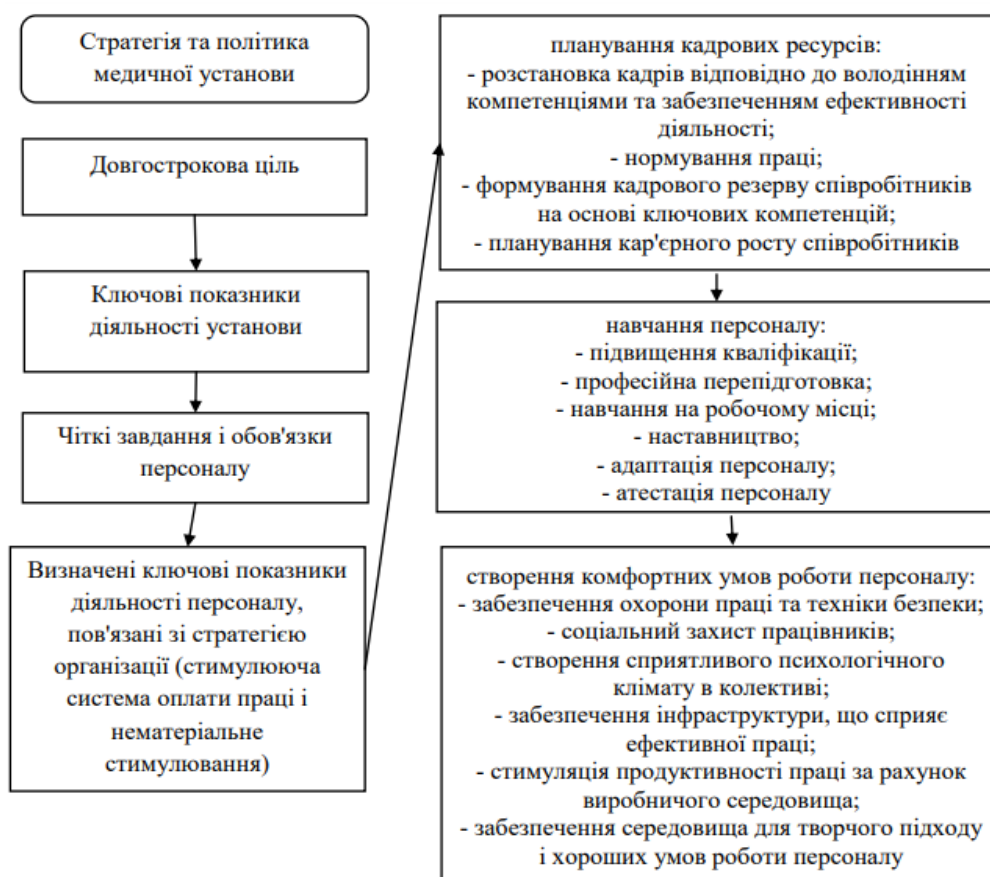 Стратегія та політика
медичної установи
Довгострокова ціль
Ключові показники
діяльності установи
Чіткі завдання і обов'язки
персоналу
Визначені ключові показники
діяльності персоналу,
пов'язані зі стратегією
організації (стимулююча
система оплати праці і
нематеріальне
стимулювання)
планування кадрових ресурсів:
- розстановка кадрів відповідно до володінням
компетенціями та забезпеченням ефективності
діяльності;
- нормування праці;
- формування кадрового резерву співробітників
на основі ключових компетенцій;
- планування кар'єрного росту співробітників
навчання персоналу:
- підвищення кваліфікації;
- професійна перепідготовка;
- навчання на робочому місці;
- наставництво;
- адаптація персоналу;
- атестація персоналу
створення комфортних умов роботи персоналу:
- забезпечення охорони праці та техніки безпеки;
- соціальний захист працівників;
- створення сприятливого психологічного
клімату в колективі;
- забезпечення інфраструктури, що сприяє
ефективної праці;
- стимуляція продуктивності праці за рахунок
виробничого середовища;
- забезпечення середовища для творчого підходу
і хороших умов роботи персоналу